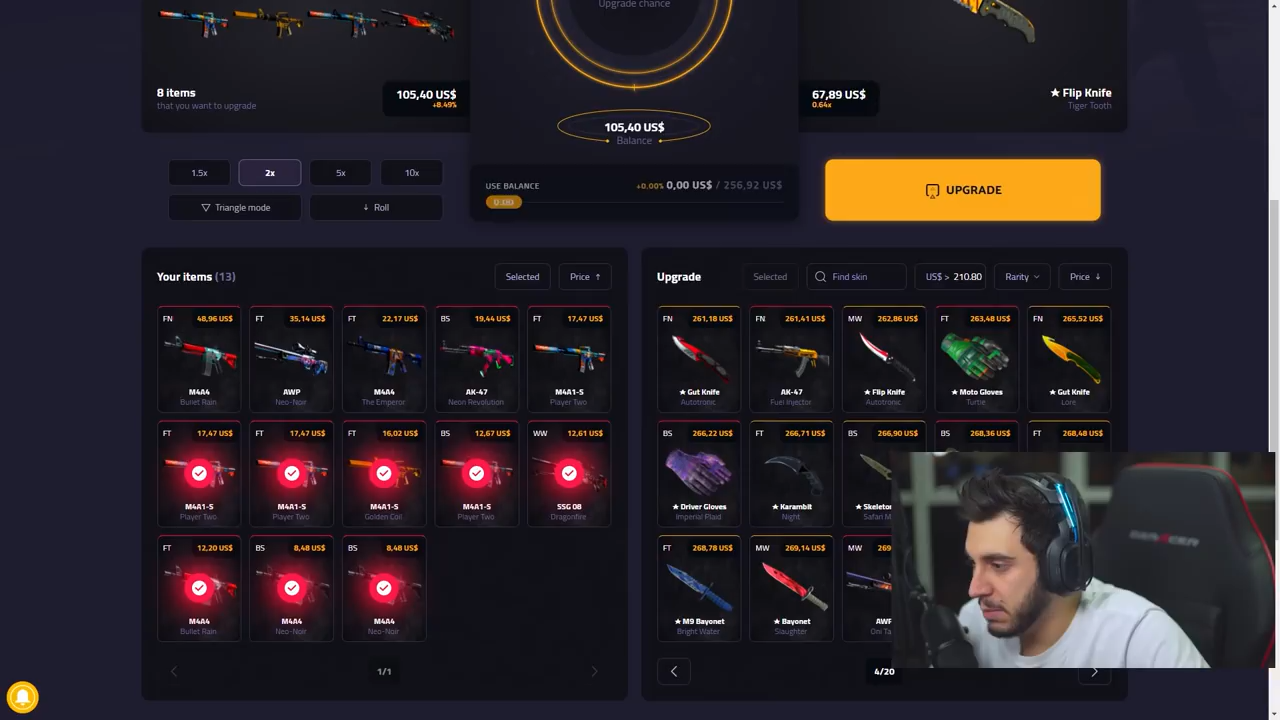 Upgrade chance
8 items
that you want to upgrade
105,40 US$
+8.49%
67,89 US$
0.64x
★ Flip Knife
Tiger Tooth
105,40 US$
Balance
1.5x
2x
5x
10x
Triangle mode
Roll
USE BALANCE
+0.00% 0,00 US$ / 256,92 US$
UPGRADE
Your items (13)
Selected
Price ↑
Upgrade
Selected
Find skin
US$ > 210.80
Rarity
Price ↓
FN 48,96 US$
M4A4
Bullet Rain
FT 35,14 US$
AWP
Neo-Noir
FT 22,17 US$
M4A4
The Emperor
BS 19,44 US$
AK-47
Neon Revolution
FT 17,47 US$
M4A1-S
Player Two
FT 17,47 US$
M4A1-S
Player Two
FT 17,47 US$
M4A1-S
Player Two
FT 16,02 US$
M4A1-S
Golden Coil
BS 12,67 US$
M4A1-S
Player Two
WW 12,61 US$
SSG 08
Dragonfire
FT 12,20 US$
M4A4
Bullet Rain
BS 8,48 US$
M4A4
Neo-Noir
BS 8,48 US$
M4A4
Neo-Noir
1/1
FN 261,18 US$
★ Gut Knife
Autotronic
FN 261,41 US$
AK-47
Fuel Injector
MW 262,86 US$
★ Flip Knife
Autotronic
FT 263,48 US$
★ Moto Gloves
Turtle
FN 265,52 US$
★ Gut Knife
Lore
BS 266,22 US$
★ Driver Gloves
Imperial Plaid
FT 266,71 US$
★ Karambit
Night
BS 266,90 US$
★ Skeleto
Safari M
BS 268,36 US$
FT 268,48 US$
FT 268,78 US$
★ M9 Bayonet
Bright Water
MW 269,14 US$
★ Bayonet
Slaughter
MW 269
AWP
Oni Ta
4/20